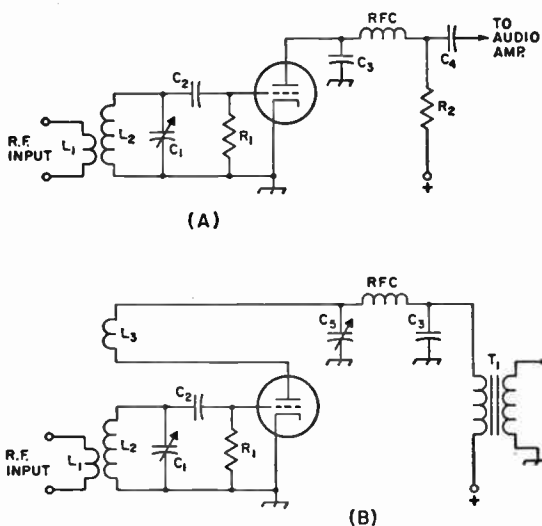 RFC
TO
AUDIO
AMP.
C3
C4
C2
R2
R.F.
INPUT
L1
L2
C1
R1
+
(A)
RFC
L3
C5
C3
T1
C2
R.F.
INPUT
L1
L2
C1
R1
+
(B)